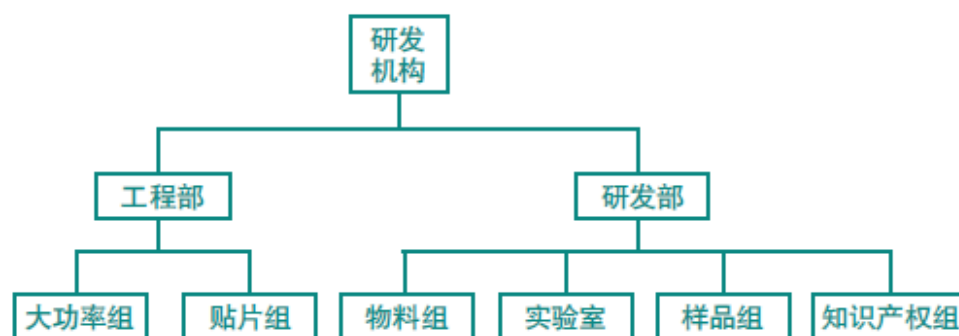 研发
机构
工程部
研发部
大功率组
贴片组
物料组
实验室
样品组
知识产权组